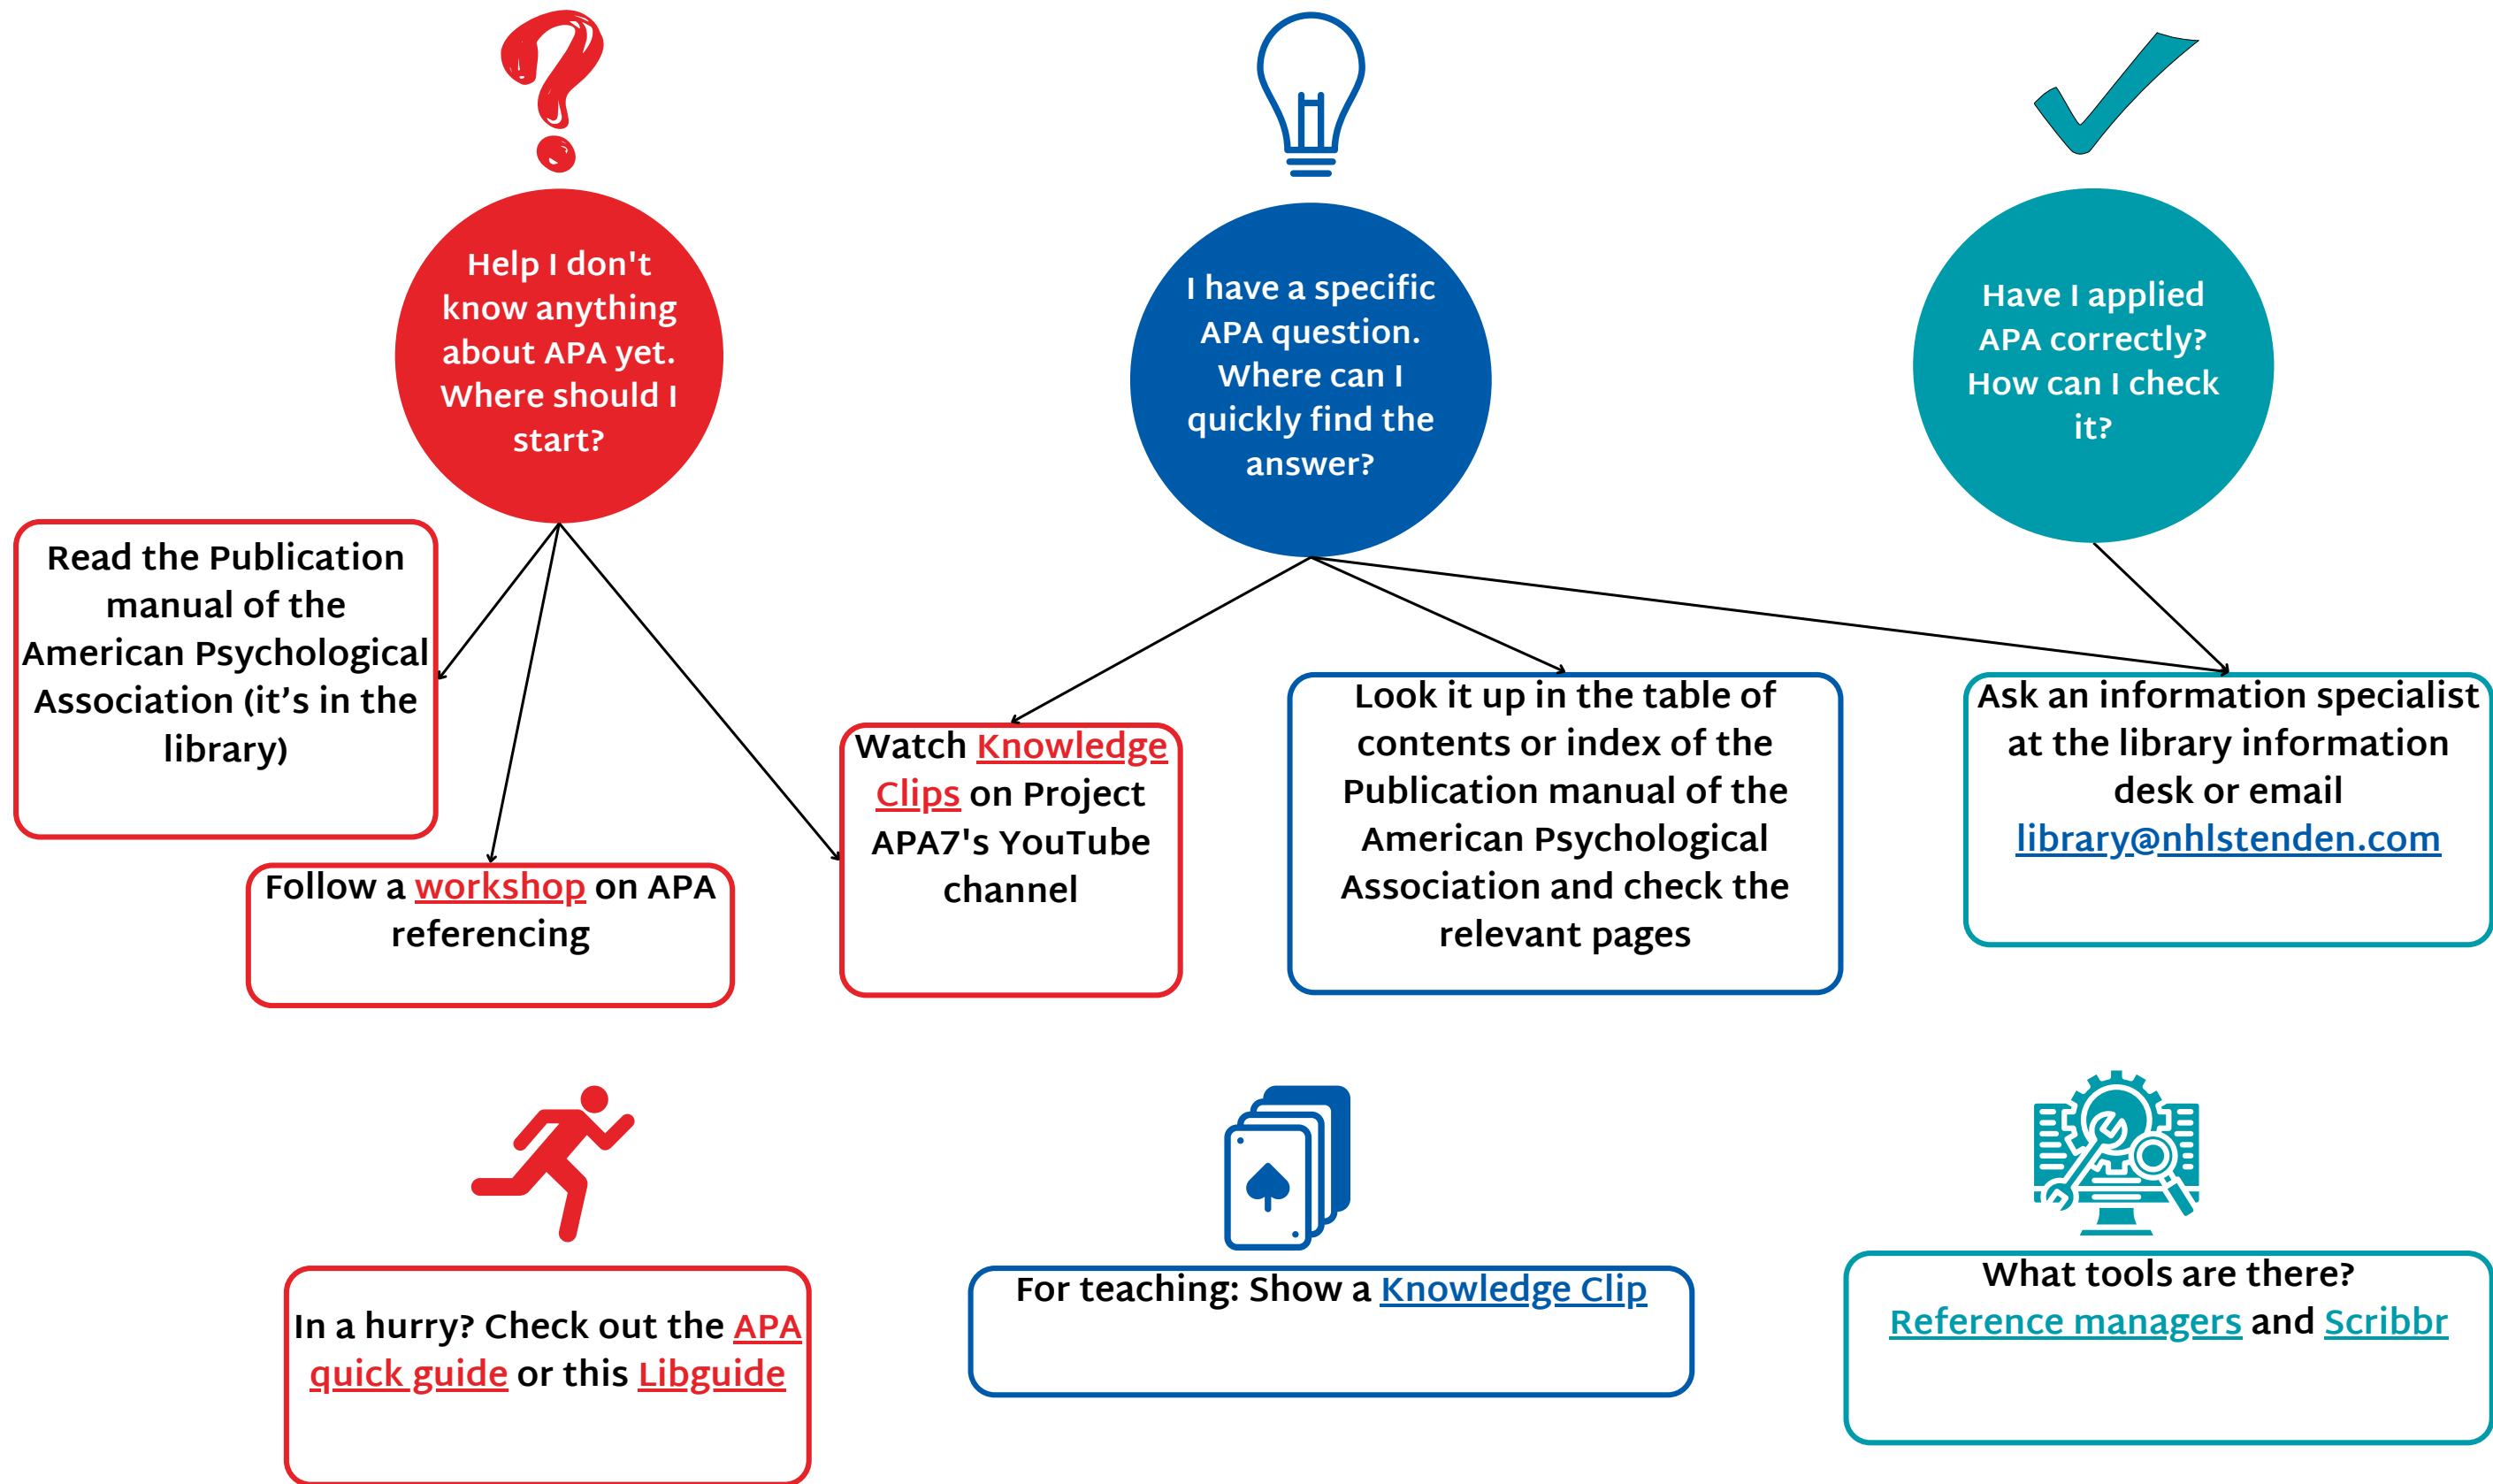 Help I don't
know anything
about APA yet.
Where should I
start?
I have a specific
APA question.
Where can I
quickly find the
answer?
Have I applied
APA correctly?
How can I check
it?
Read the Publication
manual of the
American Psychological
Association (it’s in the
library)
Follow a workshop on APA
referencing
Watch Knowledge
Clips on Project
APA7's YouTube
channel
Look it up in the table of
contents or index of the
Publication manual of the
American Psychological
Association and check the
relevant pages
Ask an information specialist
at the library information
desk or email
library@nhlstenden.com
In a hurry? Check out the APA
quick guide or this Libguide
For teaching: Show a Knowledge Clip
What tools are there?
Reference managers and Scribbr